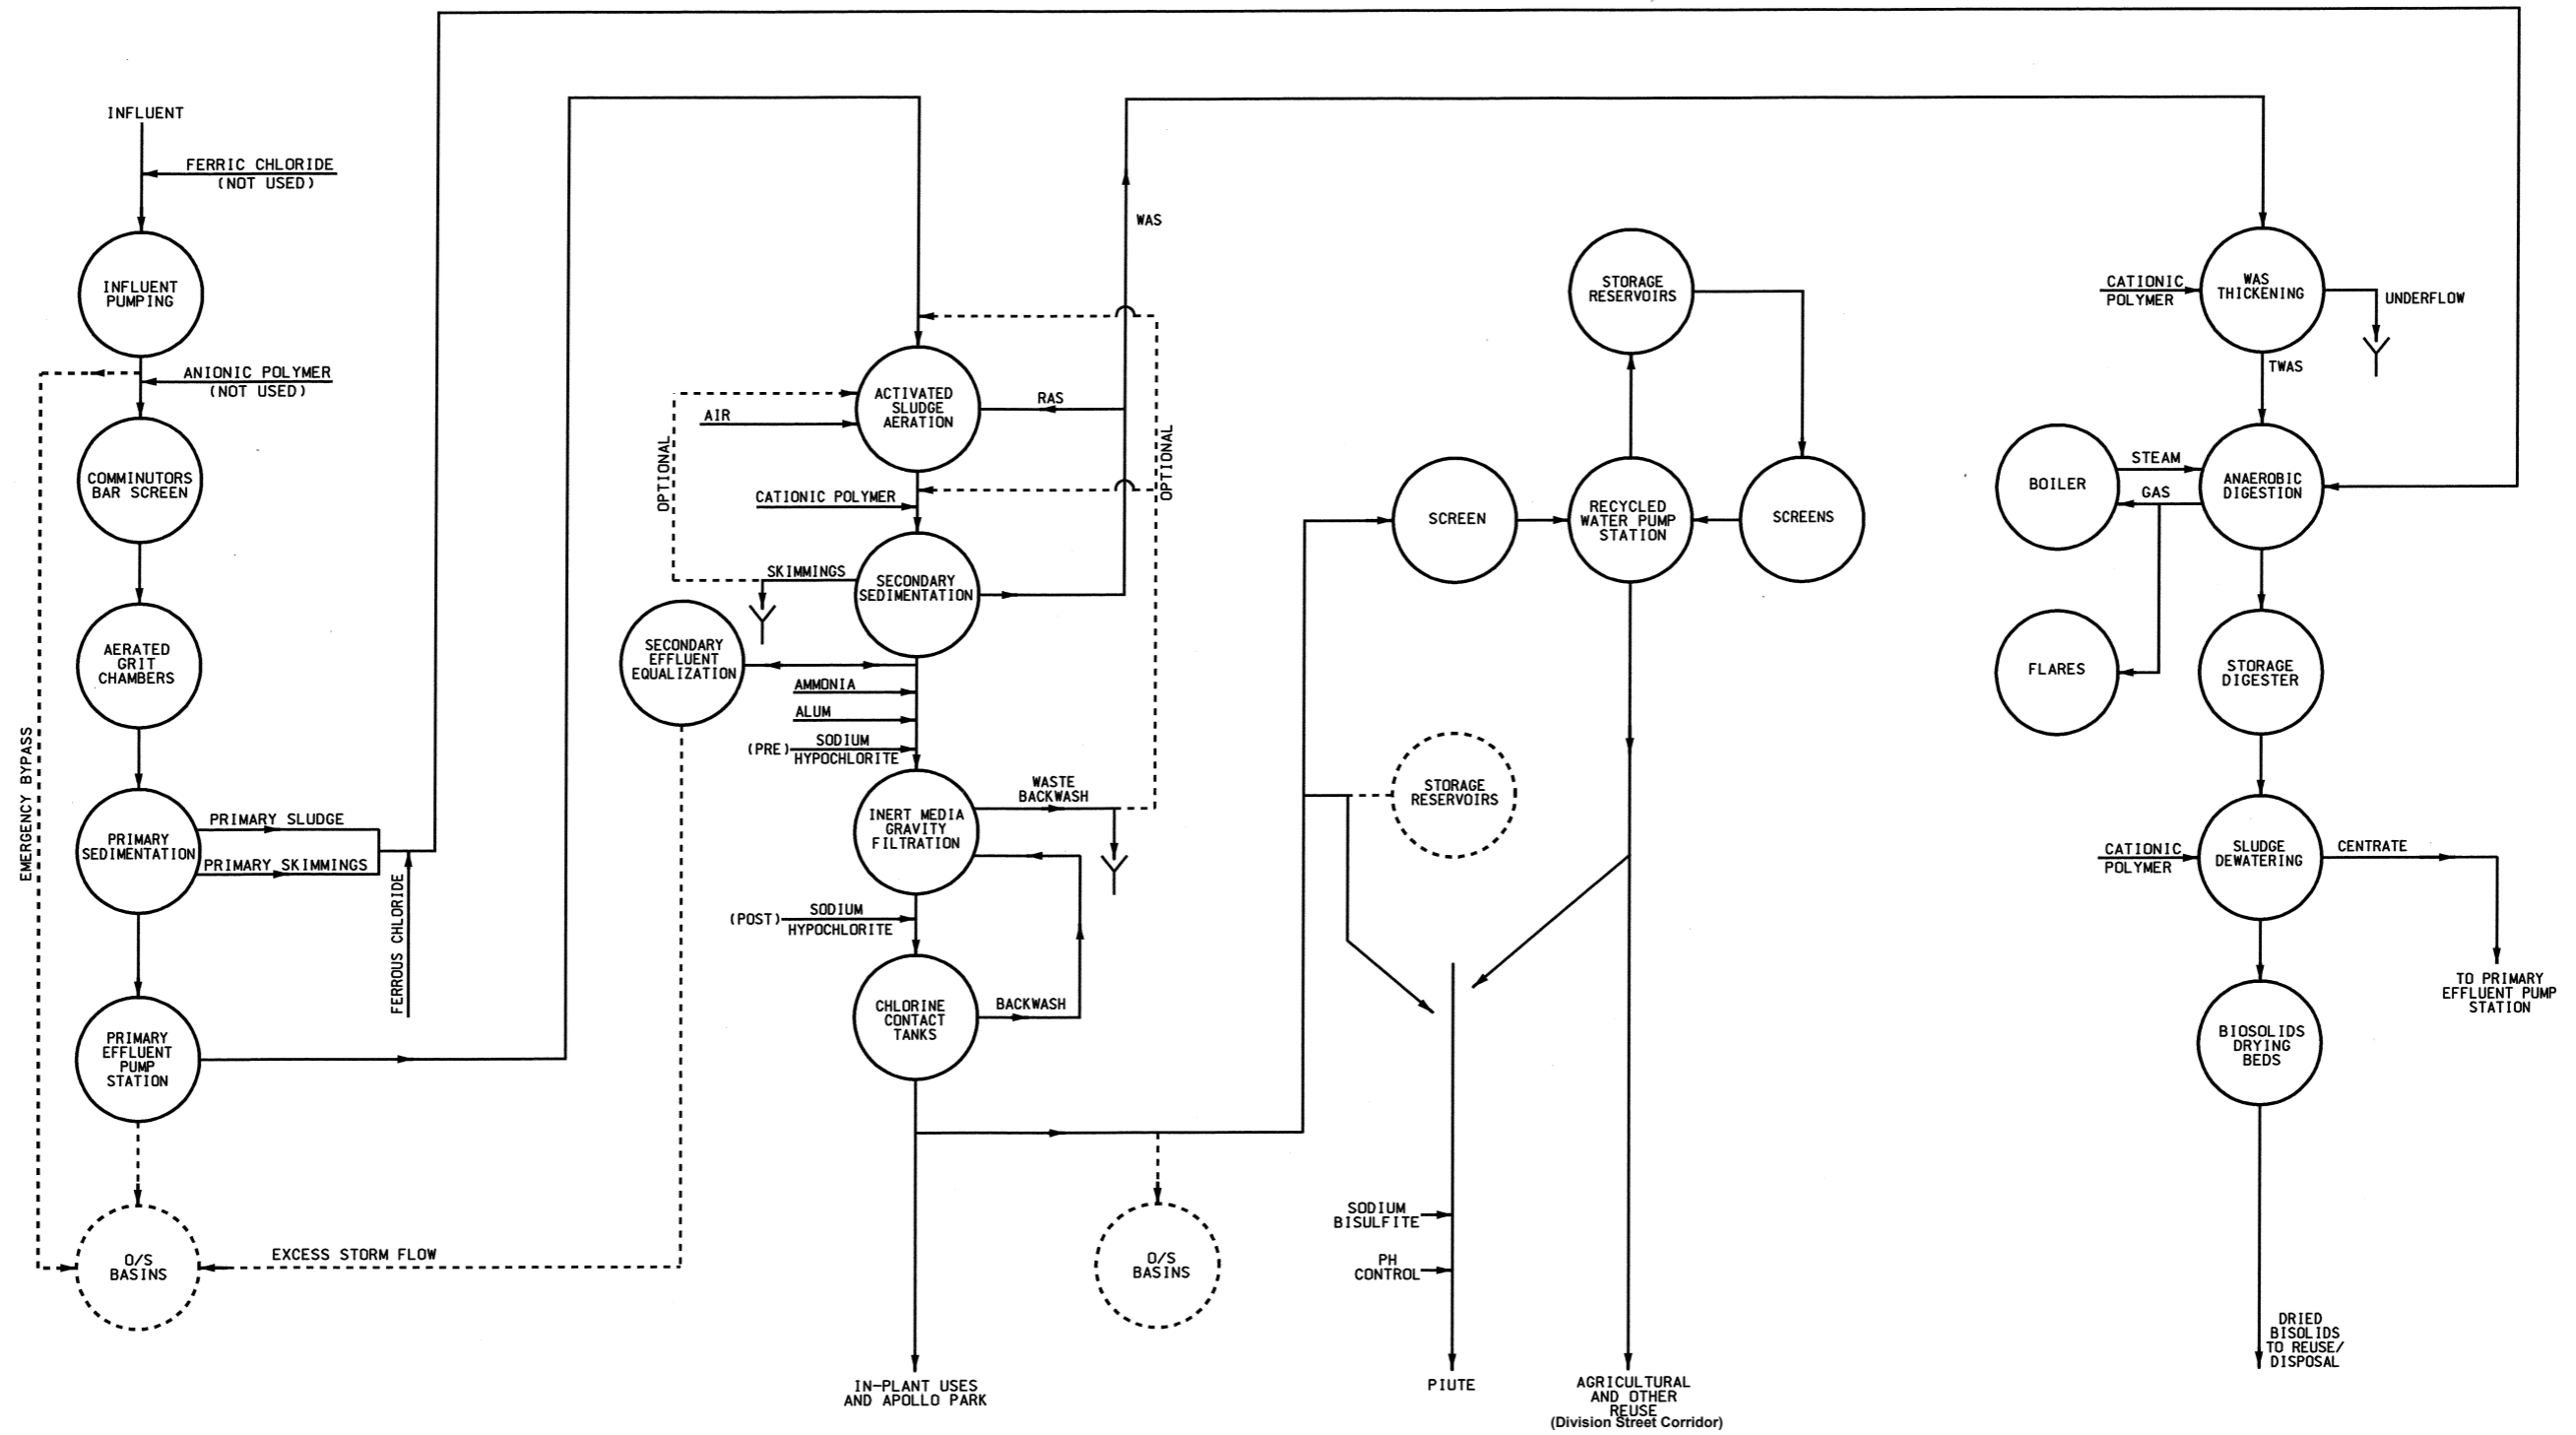 INFLUENT
FERRIC CHLORIDE
(NOT USED)
INFLUENT
PUMPING
ANIONIC POLYMER
(NOT USED)
COMMINUTORS
BAR SCREEN
AERATED
GRIT
CHAMBERS
EMERGENCY BYPASS
PRIMARY
SEDIMENTATION
PRIMARY SLUDGE
PRIMARY SKIMMINGS
FERROUS CHLORIDE
PRIMARY
EFFLUENT
PUMP
STATION
O/S
BASINS
EXCESS STORM FLOW
ACTIVATED
SLUDGE
AERATION
AIR
OPTIONAL
RAS
WAS
OPTIONAL
CATIONIC POLYMER
SKIMMINGS
SECONDARY
SEDIMENTATION
SECONDARY
EFFLUENT
EQUALIZATION
AMMONIA
ALUM
(PRE) SODIUM
HYPOCHLORITE
INERT MEDIA
GRAVITY
FILTRATION
WASTE
BACKWASH
(POST) SODIUM
HYPOCHLORITE
CHLORINE
CONTACT
TANKS
BACKWASH
O/S
BASINS
IN-PLANT USES
AND APOLLO PARK
STORAGE
RESERVOIRS
SCREEN
RECYCLED
WATER PUMP
STATION
SCREENS
STORAGE
RESERVOIRS
SODIUM
BISULFITE
PH
CONTROL
PIUTE
AGRICULTURAL
AND OTHER
REUSE
(Division Street Corridor)
CATIONIC
POLYMER
WAS
THICKENING
UNDERFLOW
TWAS
BOILER
STEAM
GAS
ANAEROBIC
DIGESTION
FLARES
STORAGE
DIGESTER
CATIONIC
POLYMER
SLUDGE
DEWATERING
CENTRATE
TO PRIMARY
EFFLUENT PUMP
STATION
BIOSOLIDS
DRYING
BEDS
DRIED
BISOLIDS
TO REUSE/
DISPOSAL